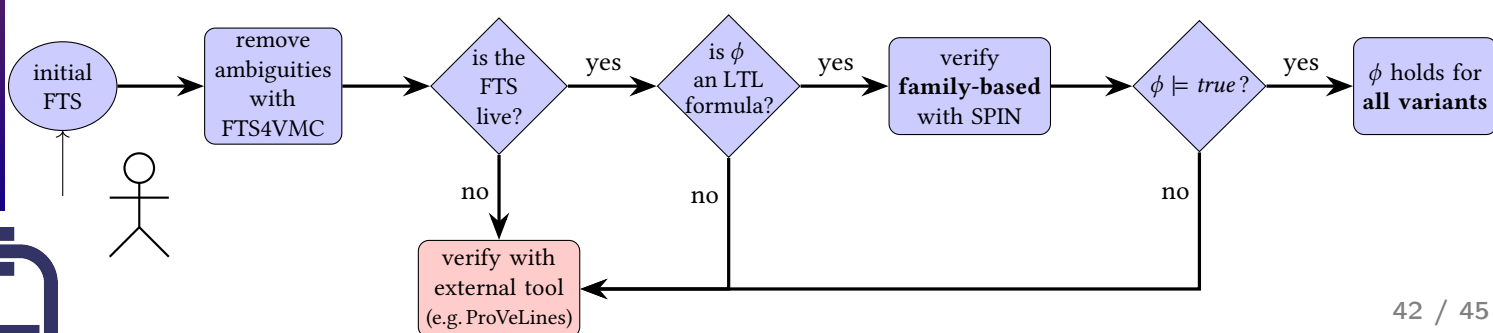 initial
FTS
remove
ambiguities
with
FTS4VMC
is the
FTS
live?
yes
is ϕ
an LTL
formula?
yes
verify
family-based
with SPIN
ϕ ⊨ true?
yes
ϕ holds for
all variants
no
no
no
verify with
external tool
(e.g. ProVeLines)
42 / 45